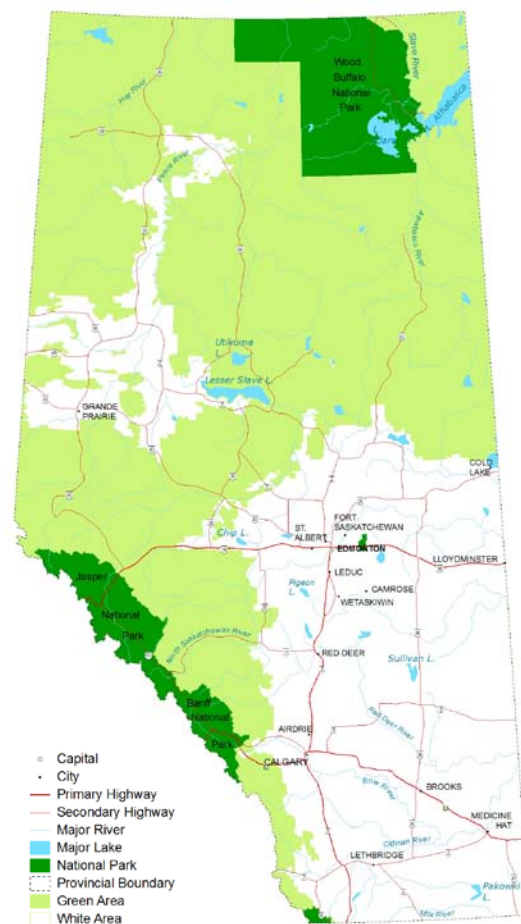 Wood
Buffalo
National
Park
Slave River
Hay River
L. Athabasca
Peace River
Athabasca River
Utikuma
L.
Lesser Slave L.
GRANDE
PRAIRIE
COLD
LAKE
ST.
ALBERT
FORT
SASKATCHEWAN
Chip L.
EDMONTON
LLOYDMINSTER
LEDUC
Jasper
National
Park
Pigeon
L.
CAMROSE
WETASKIWIN
North Saskatchewan River
RED DEER
Sullivan L.
Banff
National
Park
Red Deer River
AIRDRIE
CALGARY
Bow River
BROOKS
MEDICINE
HAT
Oldman River
LETHBRIDGE
Pakowki
L.
Milk River
Capital
City
Primary Highway
Secondary Highway
Major River
Major Lake
National Park
Provincial Boundary
Green Area
White Area